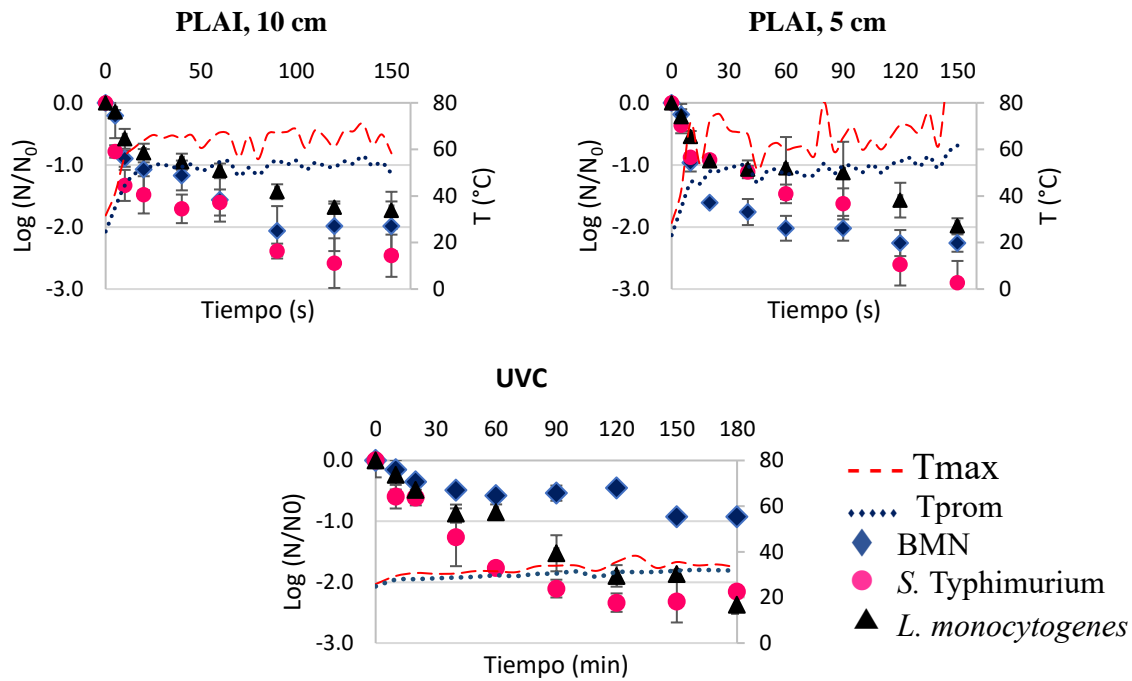 PLAI, 10 cm
0 50 100 150
0.0
-1.0
-2.0
-3.0
Log (N/N₀)
80
60
40
20
0
T (°C)
Tiempo (s)
PLAI, 5 cm
0 30 60 90 120 150
0.0
-1.0
-2.0
-3.0
Log (N/N₀)
80
60
40
20
0
T (°C)
Tiempo (s)
UVC
0 30 60 90 120 150 180
0.0
-1.0
-2.0
-3.0
Log (N/N0)
80
60
40
20
0
Tiempo (min)
Tmax
Tprom
BMN
S. Typhimurium
L. monocytogenes